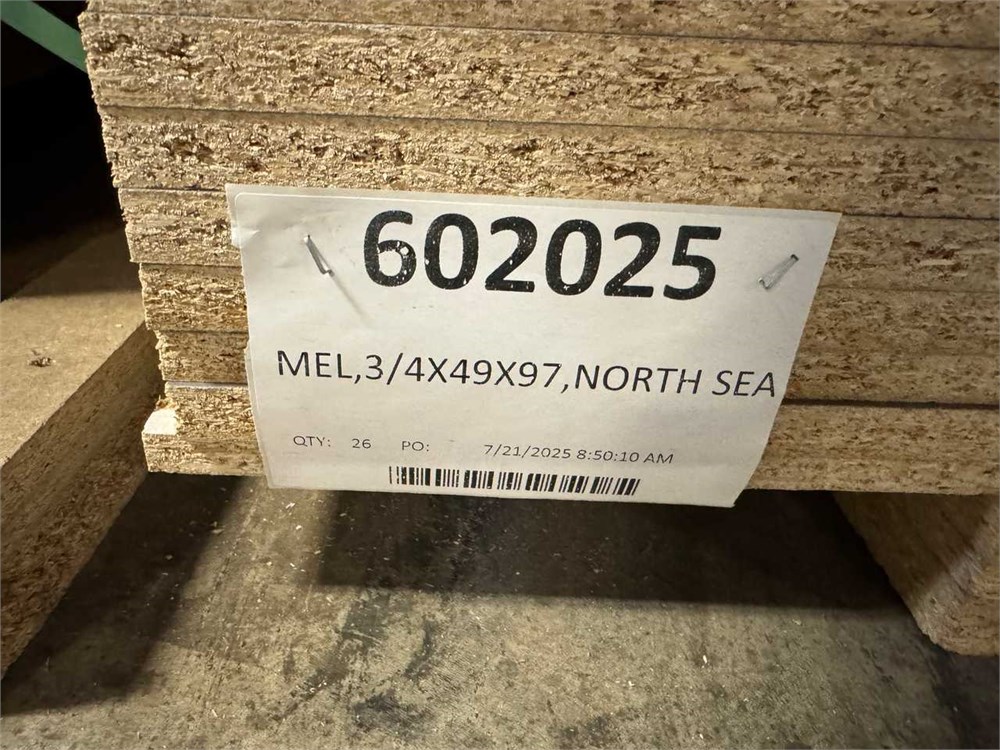 602025
MEL,3/4X49X97,NORTH SEA
QTY: 26 PO: 7/21/2025 8:50:10 AM